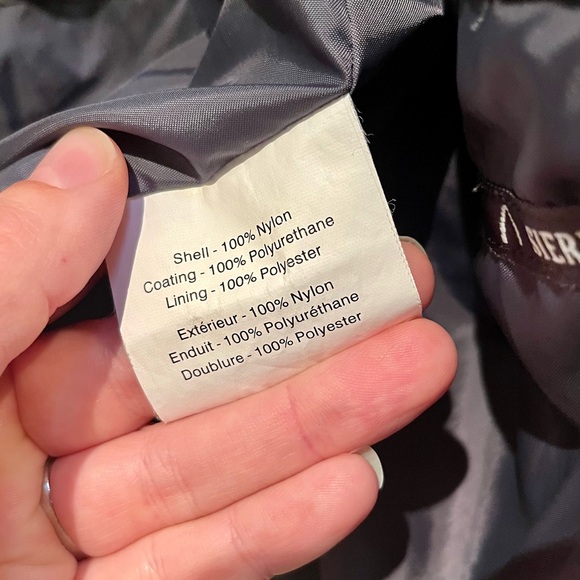 Shell - 100% Nylon
Coating - 100% Polyurethane
Lining - 100% Polyester
Extérieur - 100% Nylon
Enduit - 100% Polyuréthane
Doublure - 100% Polyester